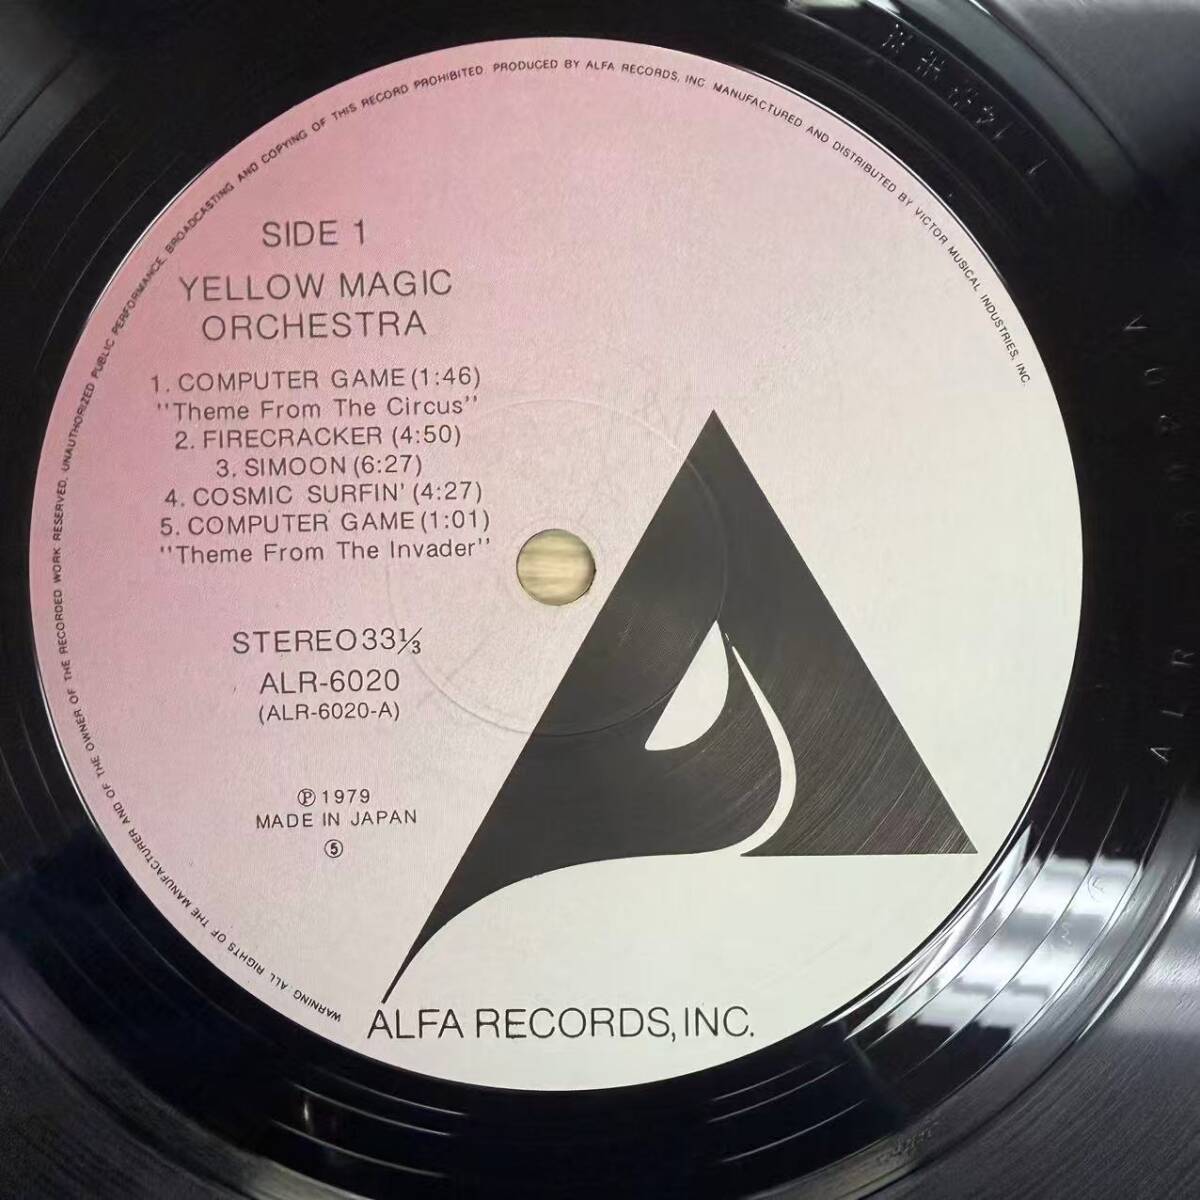 WARNING. ALL RIGHTS OF THE MANUFACTURER AND OF THE OWNER OF THE RECORDED WORK RESERVED. UNAUTHORIZED PUBLIC PERFORMANCE, BROADCASTING AND COPYING OF THIS RECORD PROHIBITED. PRODUCED BY ALFA RECORDS, INC. MANUFACTURED AND DISTRIBUTED BY VICTOR MUSICAL INDUSTRIES, INC.
SIDE 1
YELLOW MAGIC
ORCHESTRA
1. COMPUTER GAME (1:46)
"Theme From The Circus"
2. FIRECRACKER (4:50)
3. SIMOON (6:27)
4. COSMIC SURFIN' (4:27)
5. COMPUTER GAME (1:01)
"Theme From The Invader"
STEREO 33⅓
ALR-6020
(ALR-6020-A)
Ⓟ 1979
MADE IN JAPAN
⑤
ALFA RECORDS, INC.
ALR